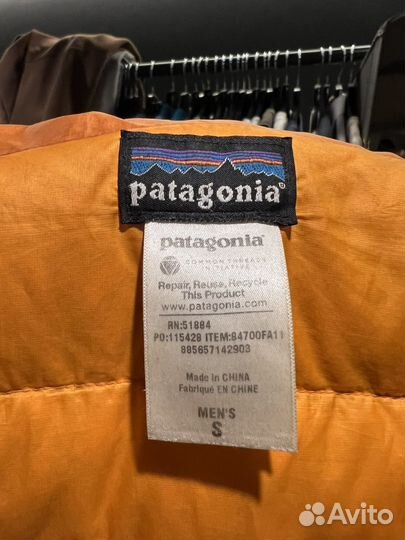 patagonia®
patagonia®
COMMON THREADS
INITIATIVE
Repair, Reuse, Recycle
This Product
www.patagonia.com
RN:51884
PO:115428 ITEM:84700FA11
885657142903
Made in CHINA
Fabriqué EN CHINE
MEN'S
S
Avito